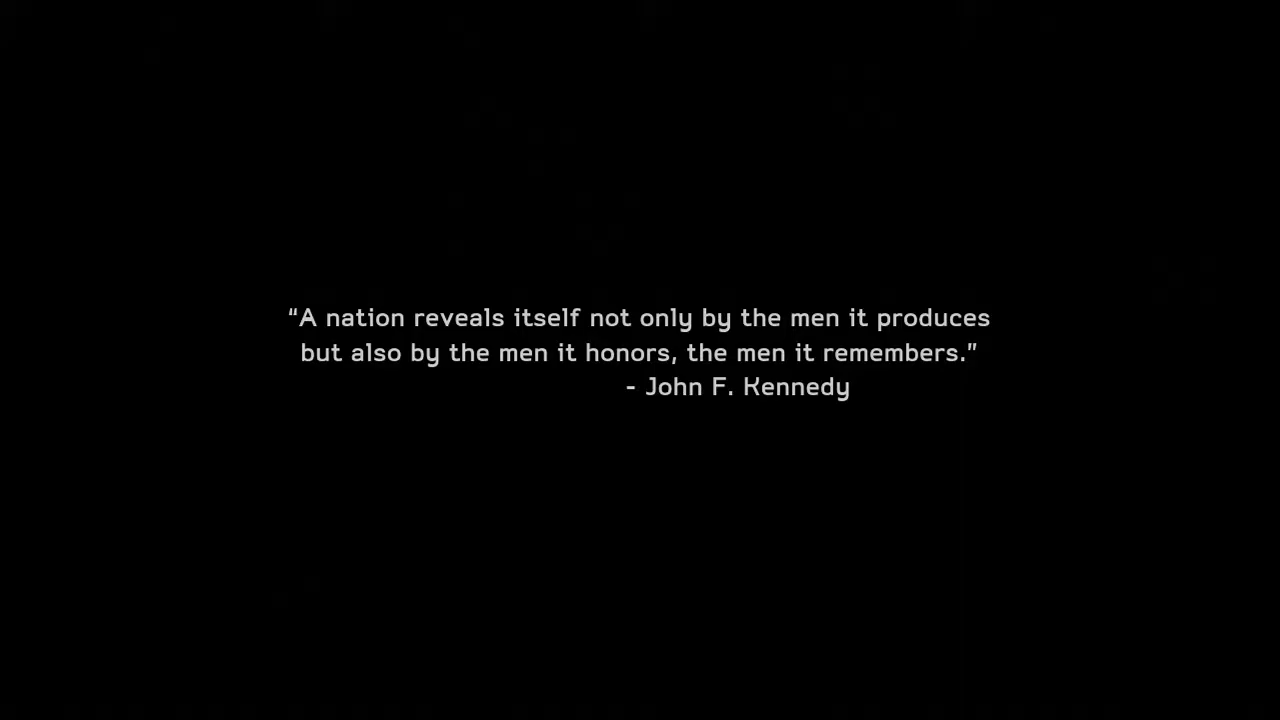 “A nation reveals itself not only by the men it produces
but also by the men it honors, the men it remembers.”
- John F. Kennedy